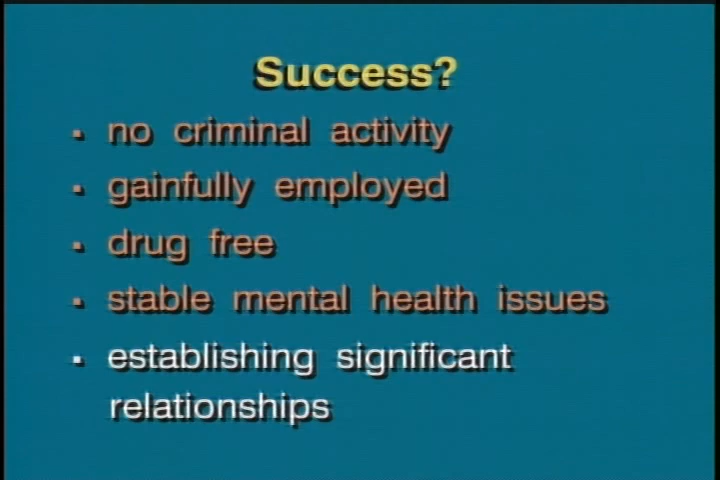 Success?
▪ no criminal activity
▪ gainfully employed
▪ drug free
▪ stable mental health issues
▪ establishing significant
relationships